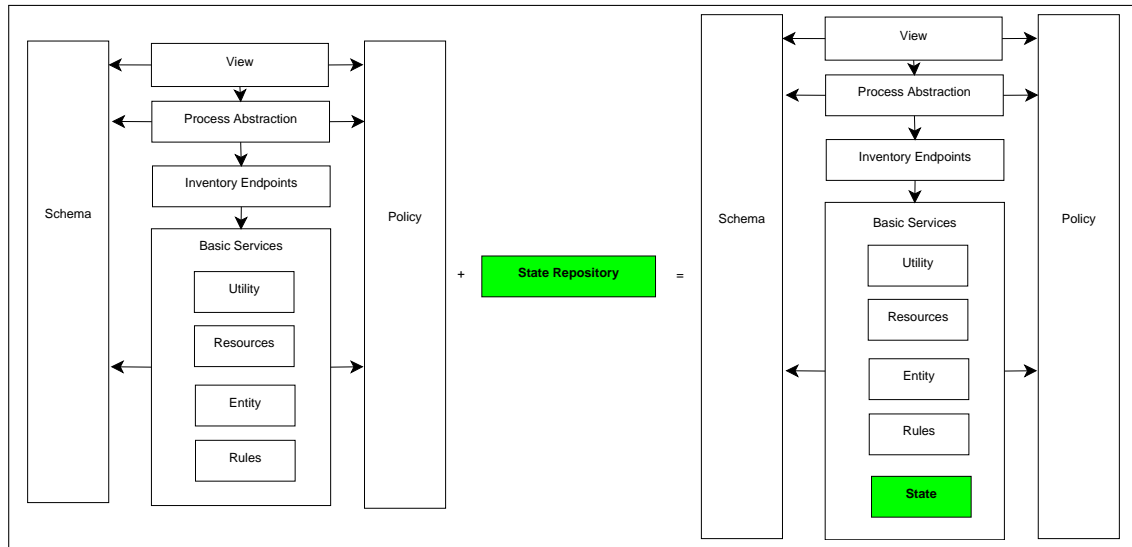 View
Process Abstraction
Inventory Endpoints
Schema
Policy
Basic Services
Utility
Resources
Entity
Rules
+
State Repository
=
View
Process Abstraction
Inventory Endpoints
Schema
Policy
Basic Services
Utility
Resources
Entity
Rules
State